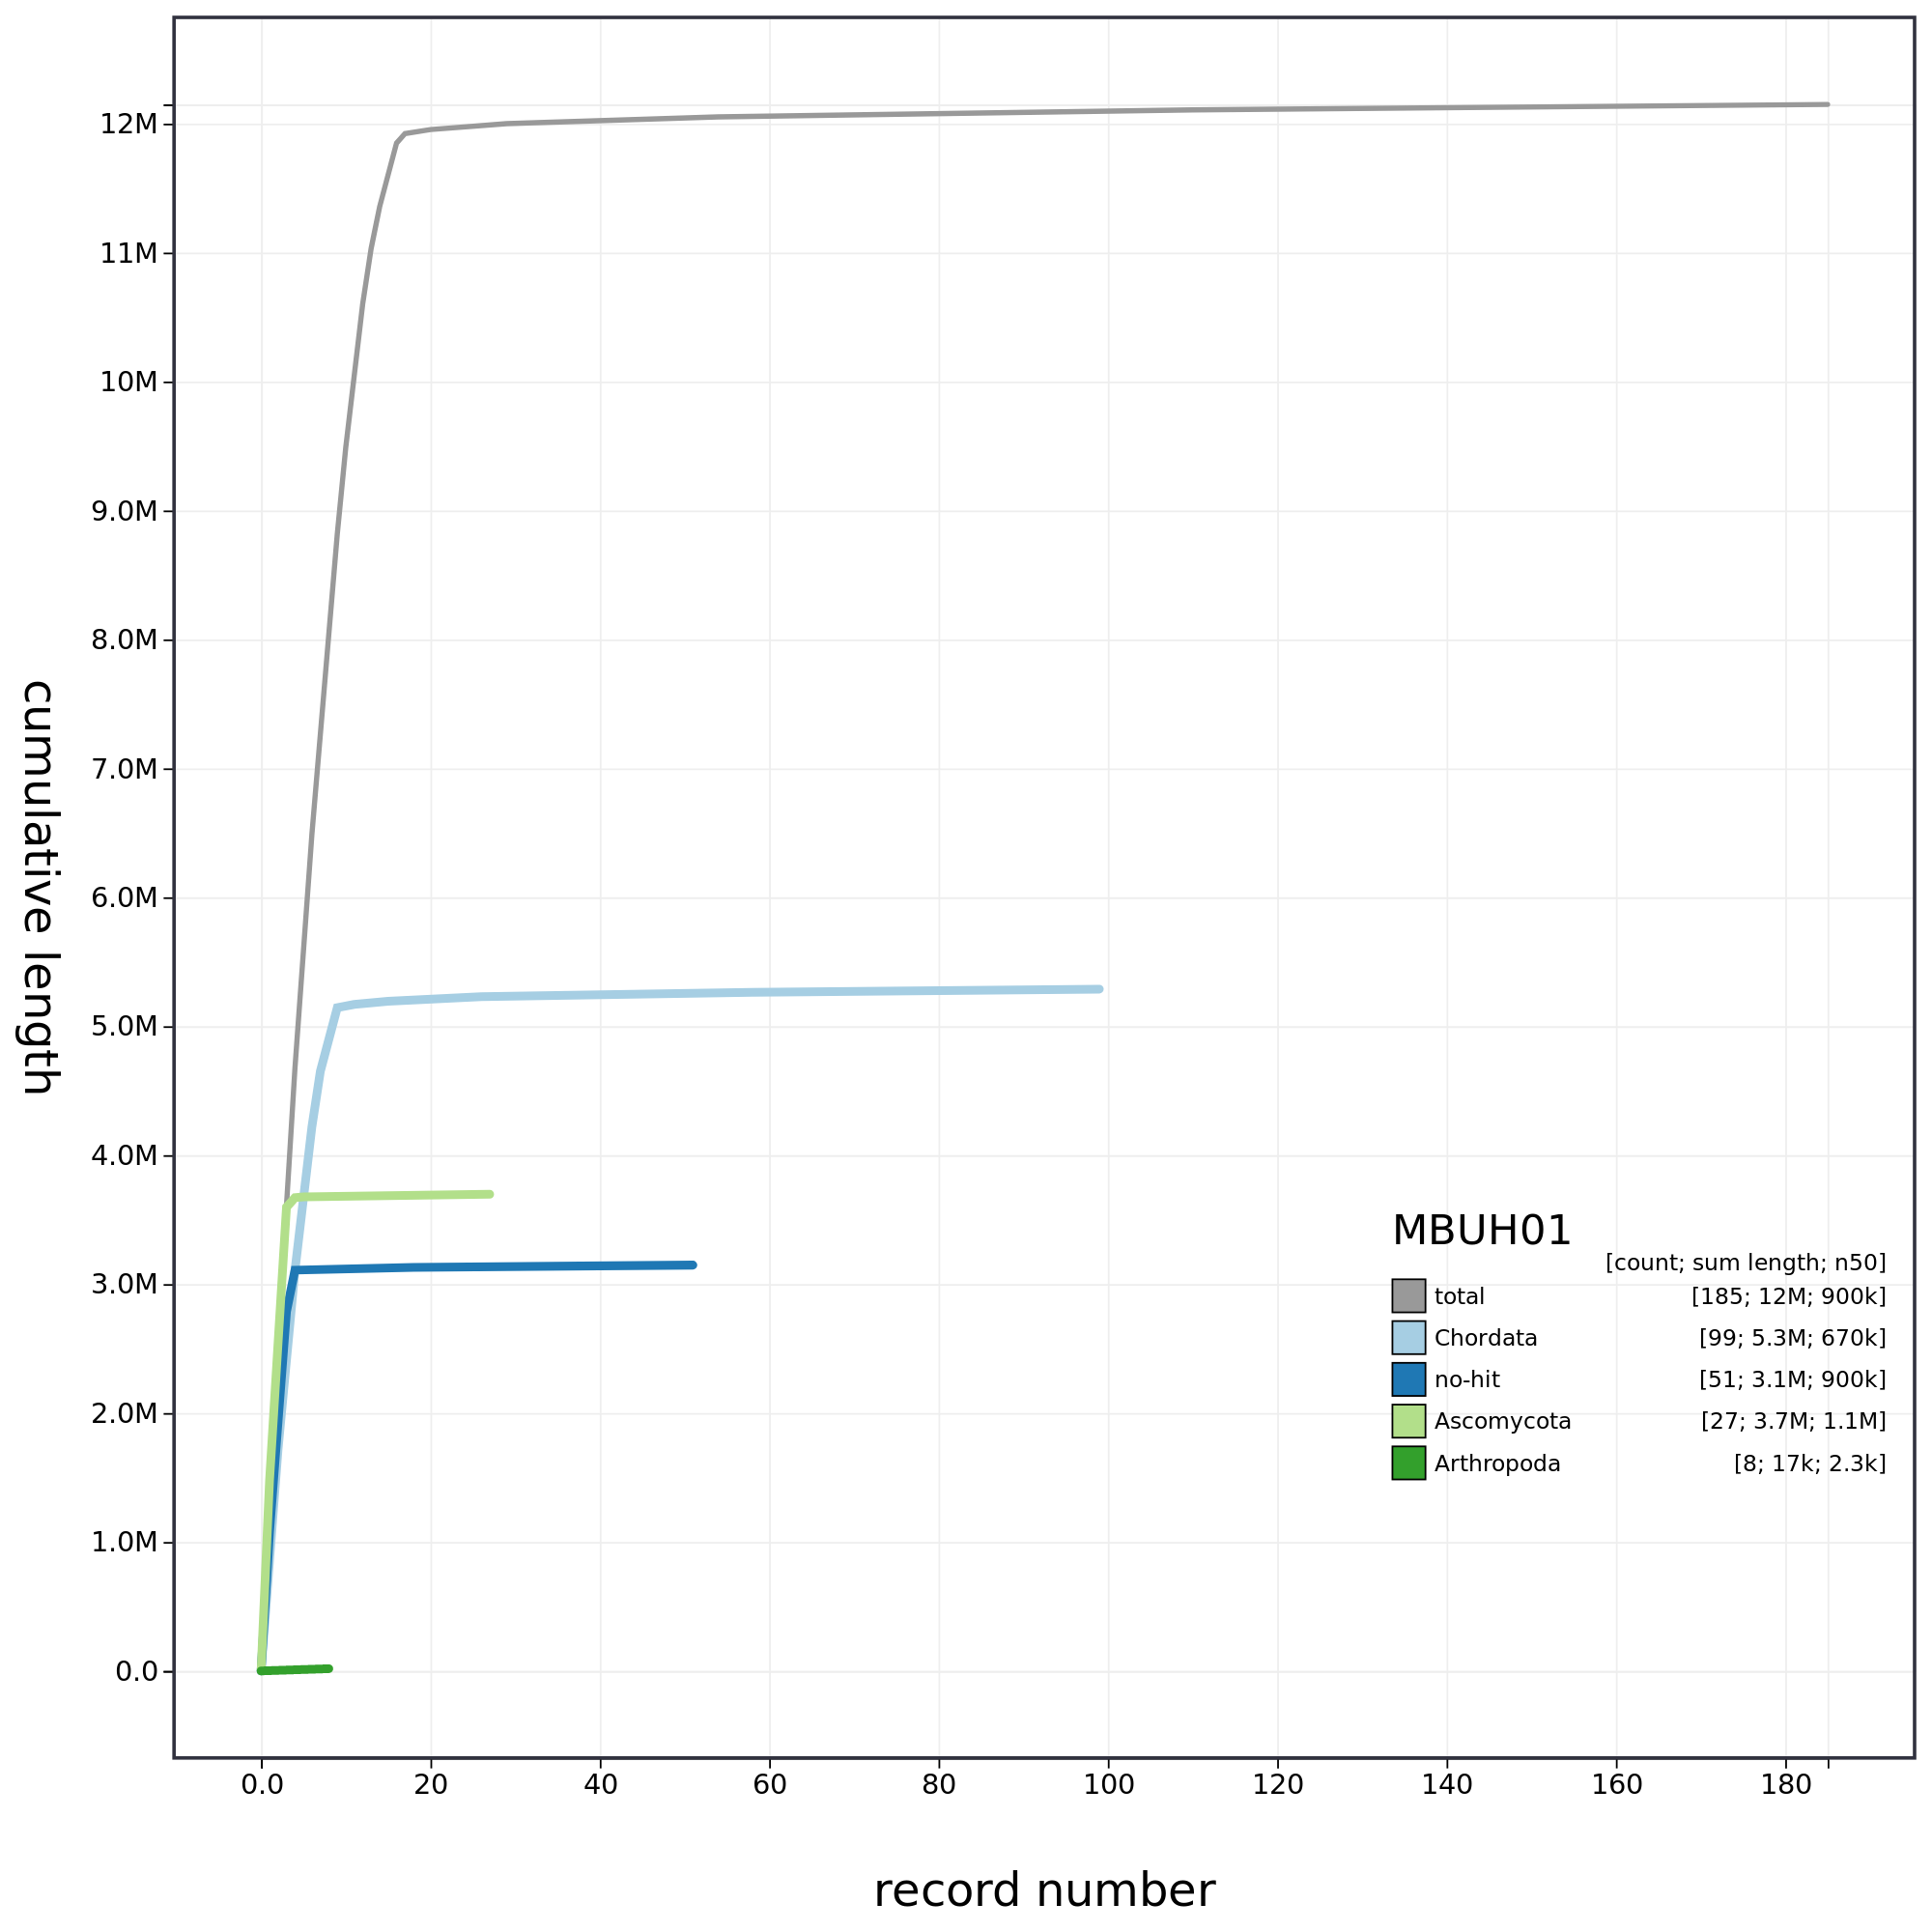 12M
11M
10M
9.0M
8.0M
7.0M
6.0M
5.0M
4.0M
3.0M
2.0M
1.0M
0.0
cumulative length
MBUH01
[count; sum length; n50]
total [185; 12M; 900k]
Chordata [99; 5.3M; 670k]
no-hit [51; 3.1M; 900k]
Ascomycota [27; 3.7M; 1.1M]
Arthropoda [8; 17k; 2.3k]
0.0 20 40 60 80 100 120 140 160 180
record number